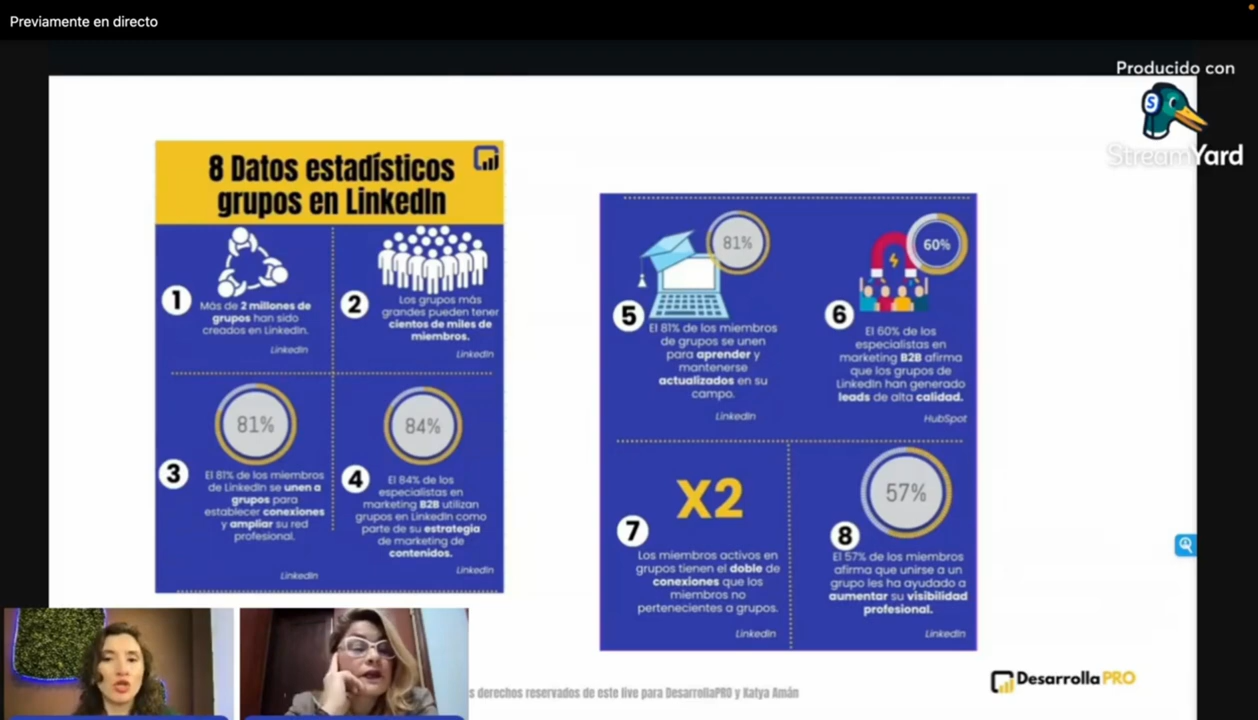 Previamente en directo
Producido con
StreamYard
8 Datos estadísticos
grupos en LinkedIn
1
Más de 2 millones de
grupos han sido
creados en LinkedIn.
LinkedIn
2
Los grupos más
grandes pueden tener
cientos de miles de
miembros.
LinkedIn
81%
3
El 81% de los miembros
de LinkedIn se unen a
grupos para
establecer conexiones
y ampliar su red
profesional.
LinkedIn
84%
4
El 84% de los
especialistas en
marketing B2B utilizan
grupos en LinkedIn como
parte de su estrategia
de marketing de
contenidos.
LinkedIn
81%
5
El 81% de los miembros
de grupos se unen
para aprender y
mantenerse
actualizados en su
campo.
LinkedIn
60%
6
El 60% de los
especialistas en
marketing B2B afirma
que los grupos de
LinkedIn han generado
leads de alta calidad.
HubSpot
X2
7
Los miembros activos en
grupos tienen el doble de
conexiones que los
miembros no
pertenecientes a grupos.
LinkedIn
57%
8
El 57% de los miembros
afirma que unirse a un
grupo les ha ayudado a
aumentar su visibilidad
profesional.
LinkedIn
s derechos reservados de este live para DesarrollaPRO y Katya Amán
DesarrollaPRO